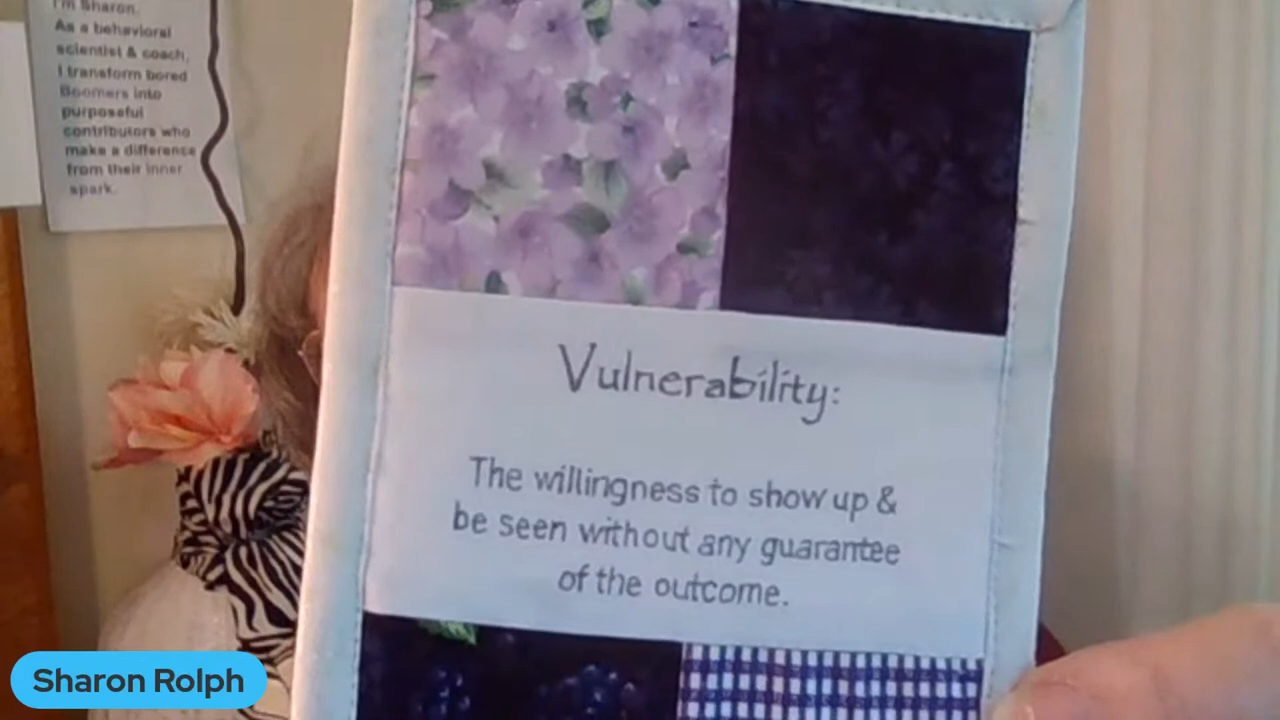 I'm Sharon.
As a behavioral
scientist & coach,
I transform bored
Boomers into
purposeful
contributors who
make a difference
from their inner
spark.
Vulnerability:
The willingness to show up &
be seen without any guarantee
of the outcome.
Sharon Rolph